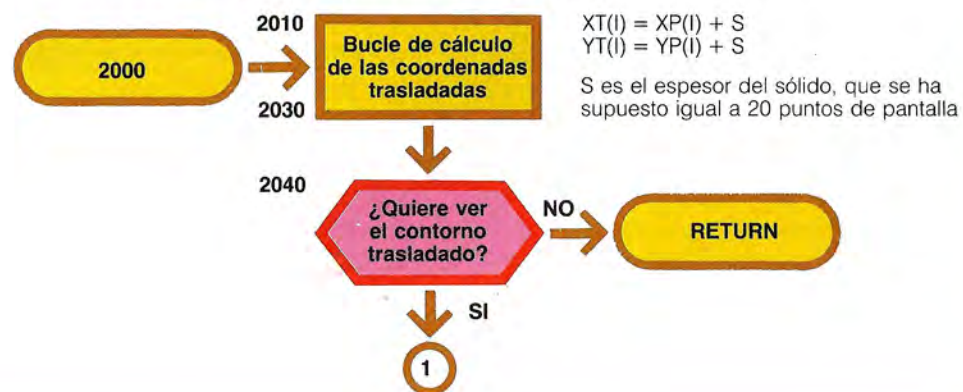 2000
2010
Bucle de cálculo
de las coordenadas
trasladadas
2030
XT(I) = XP(I) + S
YT(I) = YP(I) + S
S es el espesor del sólido, que se ha
supuesto igual a 20 puntos de pantalla
2040
¿Quiere ver
el contorno
trasladado?
NO
RETURN
SI
1